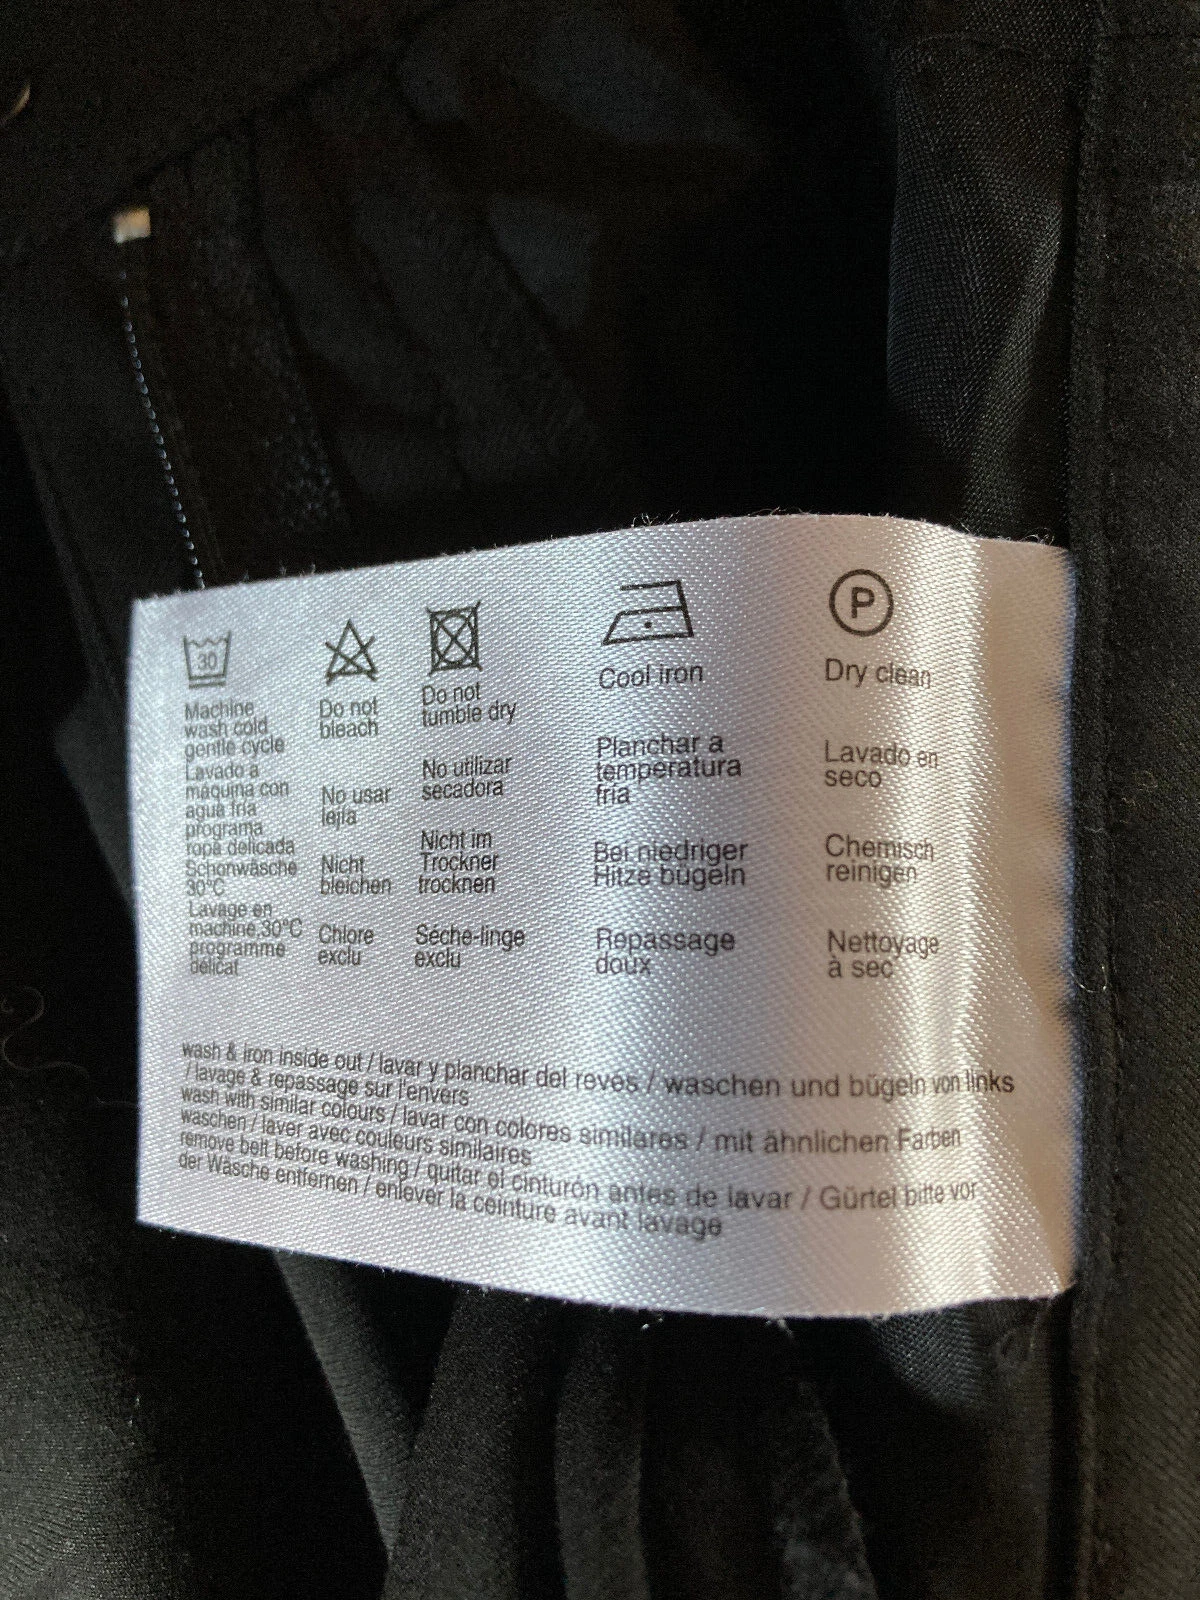 30
Machine
wash cold
gentle cycle
Lavado a
máquina con
agua fria
programa
ropa delicada
Schonwäsche
30°C
Lavage en
machine,30°C
programme
délicat
Do not
bleach
No usar
lejía
Nicht
bleichen
Chlore
exclu
Do not
tumble dry
No utilizar
secadora
Nicht im
Trockner
trocknen
Sèche-linge
exclu
Cool iron
Planchar a
temperatura
fria
Bei niedriger
Hitze bügeln
Repassage
doux
P
Dry clean
Lavado en
seco
Chemisch
reinigen
Nettoyage
à sec
wash & iron inside out / lavar y planchar del revés / waschen und bügeln von links
/ lavage & repassage sur l'envers
wash with similar colours / lavar con colores similares / mit ähnlichen Farben
waschen / laver avec couleurs similaires
remove belt before washing / quitar el cinturón antes de lavar / Gürtel bitte vor
der Wäsche entfernen / enlever la ceinture avant lavage